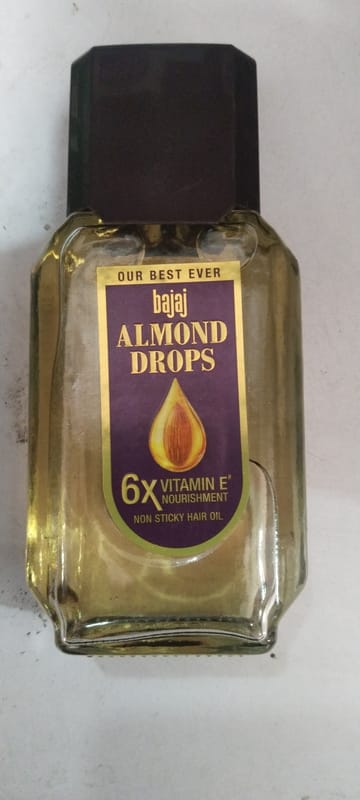 OUR BEST EVER
bajaj
ALMOND
DROPS
6X VITAMIN E#
NOURISHMENT
NON STICKY HAIR OIL